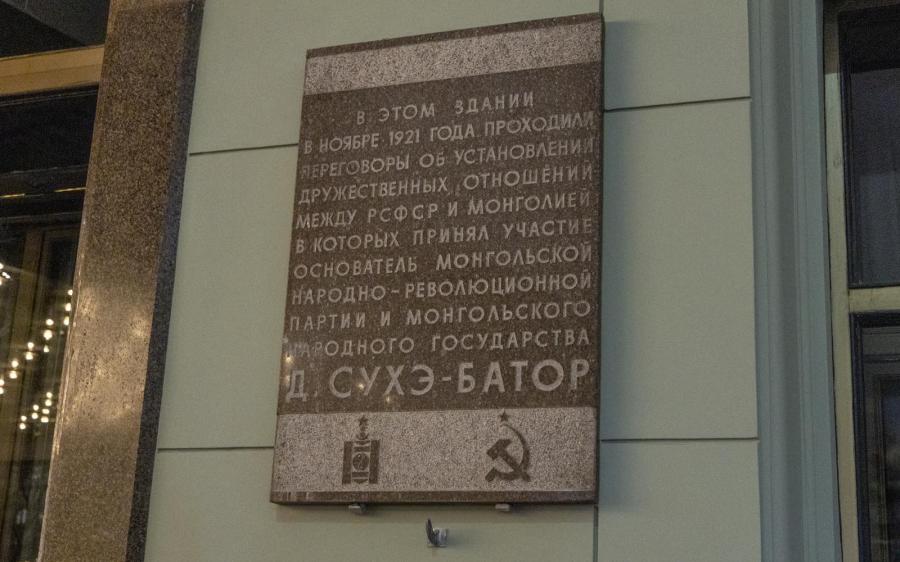 В ЭТОМ ЗДАНИИ
В НОЯБРЕ 1921 ГОДА ПРОХОДИЛИ
ПЕРЕГОВОРЫ ОБ УСТАНОВЛЕНИИ
ДРУЖЕСТВЕННЫХ ОТНОШЕНИЙ
МЕЖДУ РСФСР И МОНГОЛИЕЙ
В КОТОРЫХ ПРИНЯЛ УЧАСТИЕ
ОСНОВАТЕЛЬ МОНГОЛЬСКОЙ
НАРОДНО-РЕВОЛЮЦИОННОЙ
ПАРТИИ И МОНГОЛЬСКОГО
НАРОДНОГО ГОСУДАРСТВА
Д. СУХЭ-БАТОР